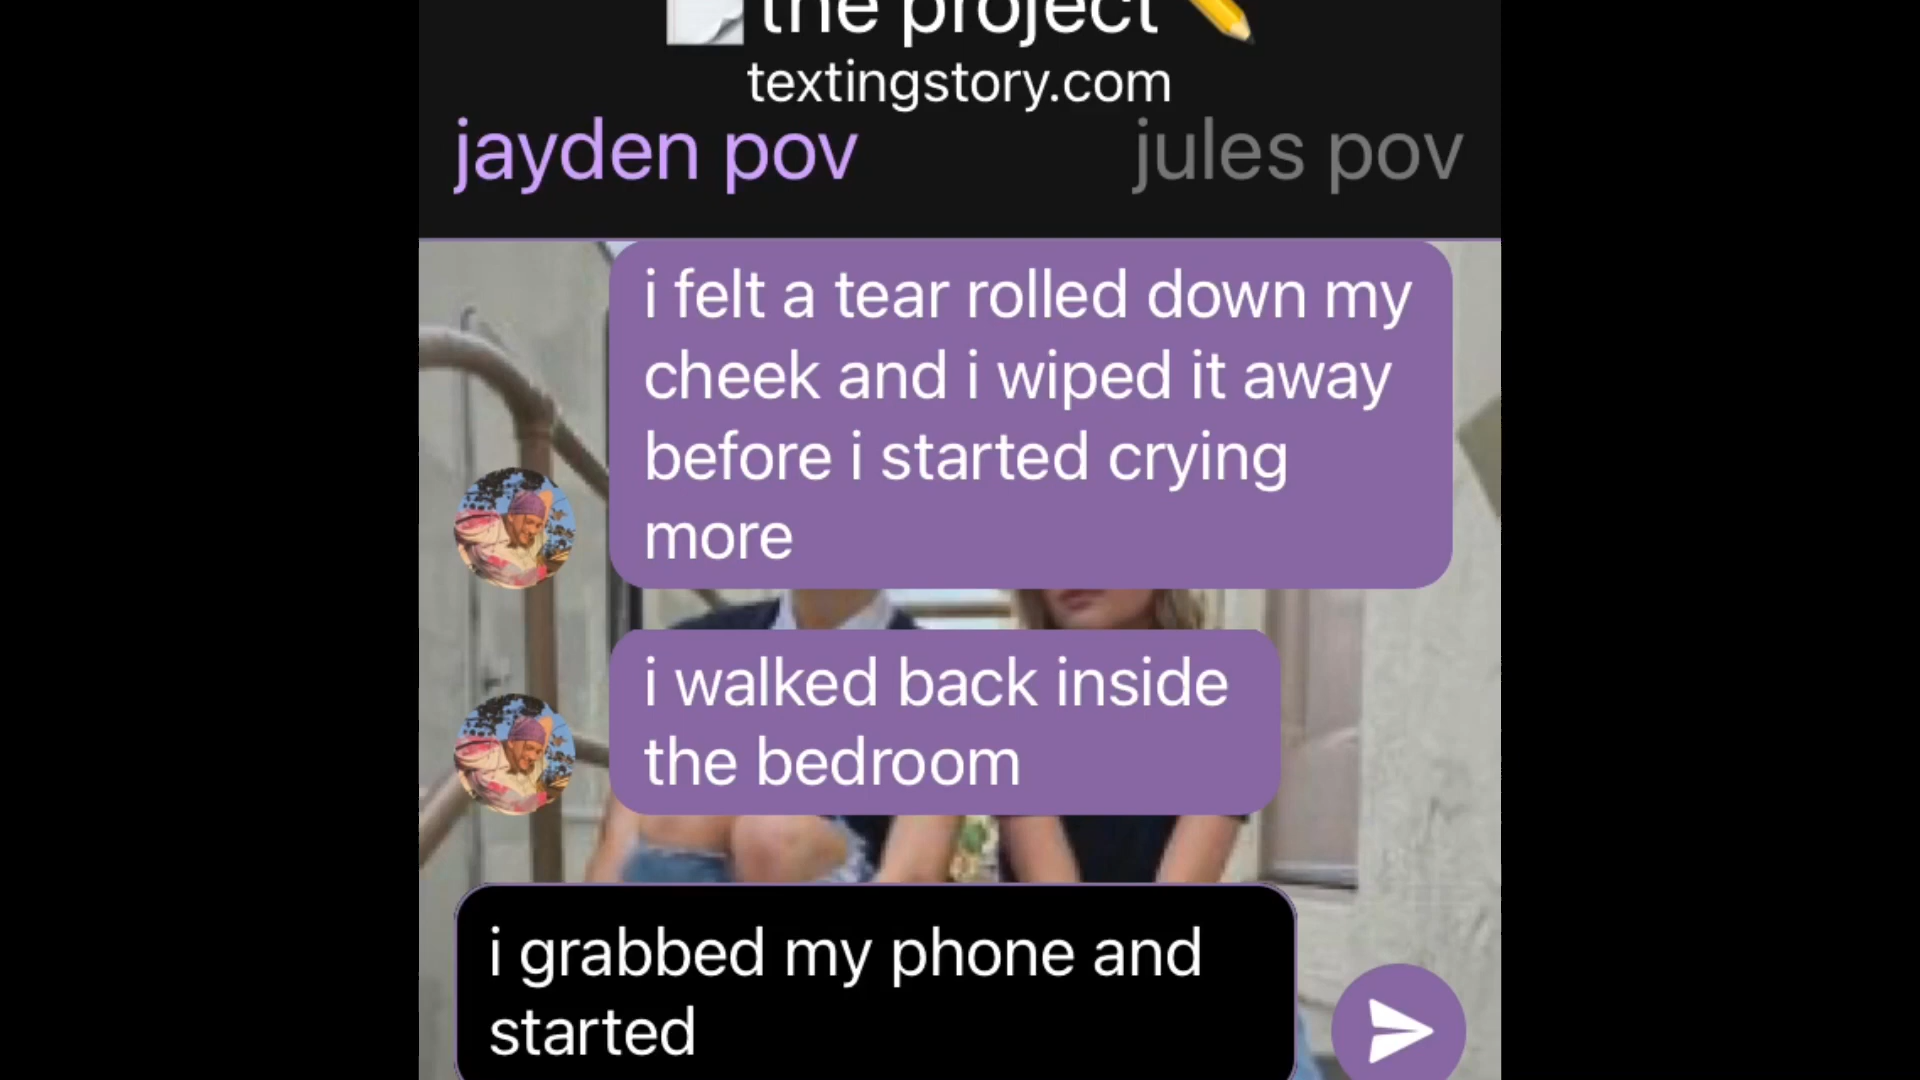 the project
textingstory.com
jayden pov
jules pov
i felt a tear rolled down my
cheek and i wiped it away
before i started crying
more
i walked back inside
the bedroom
i grabbed my phone and
started